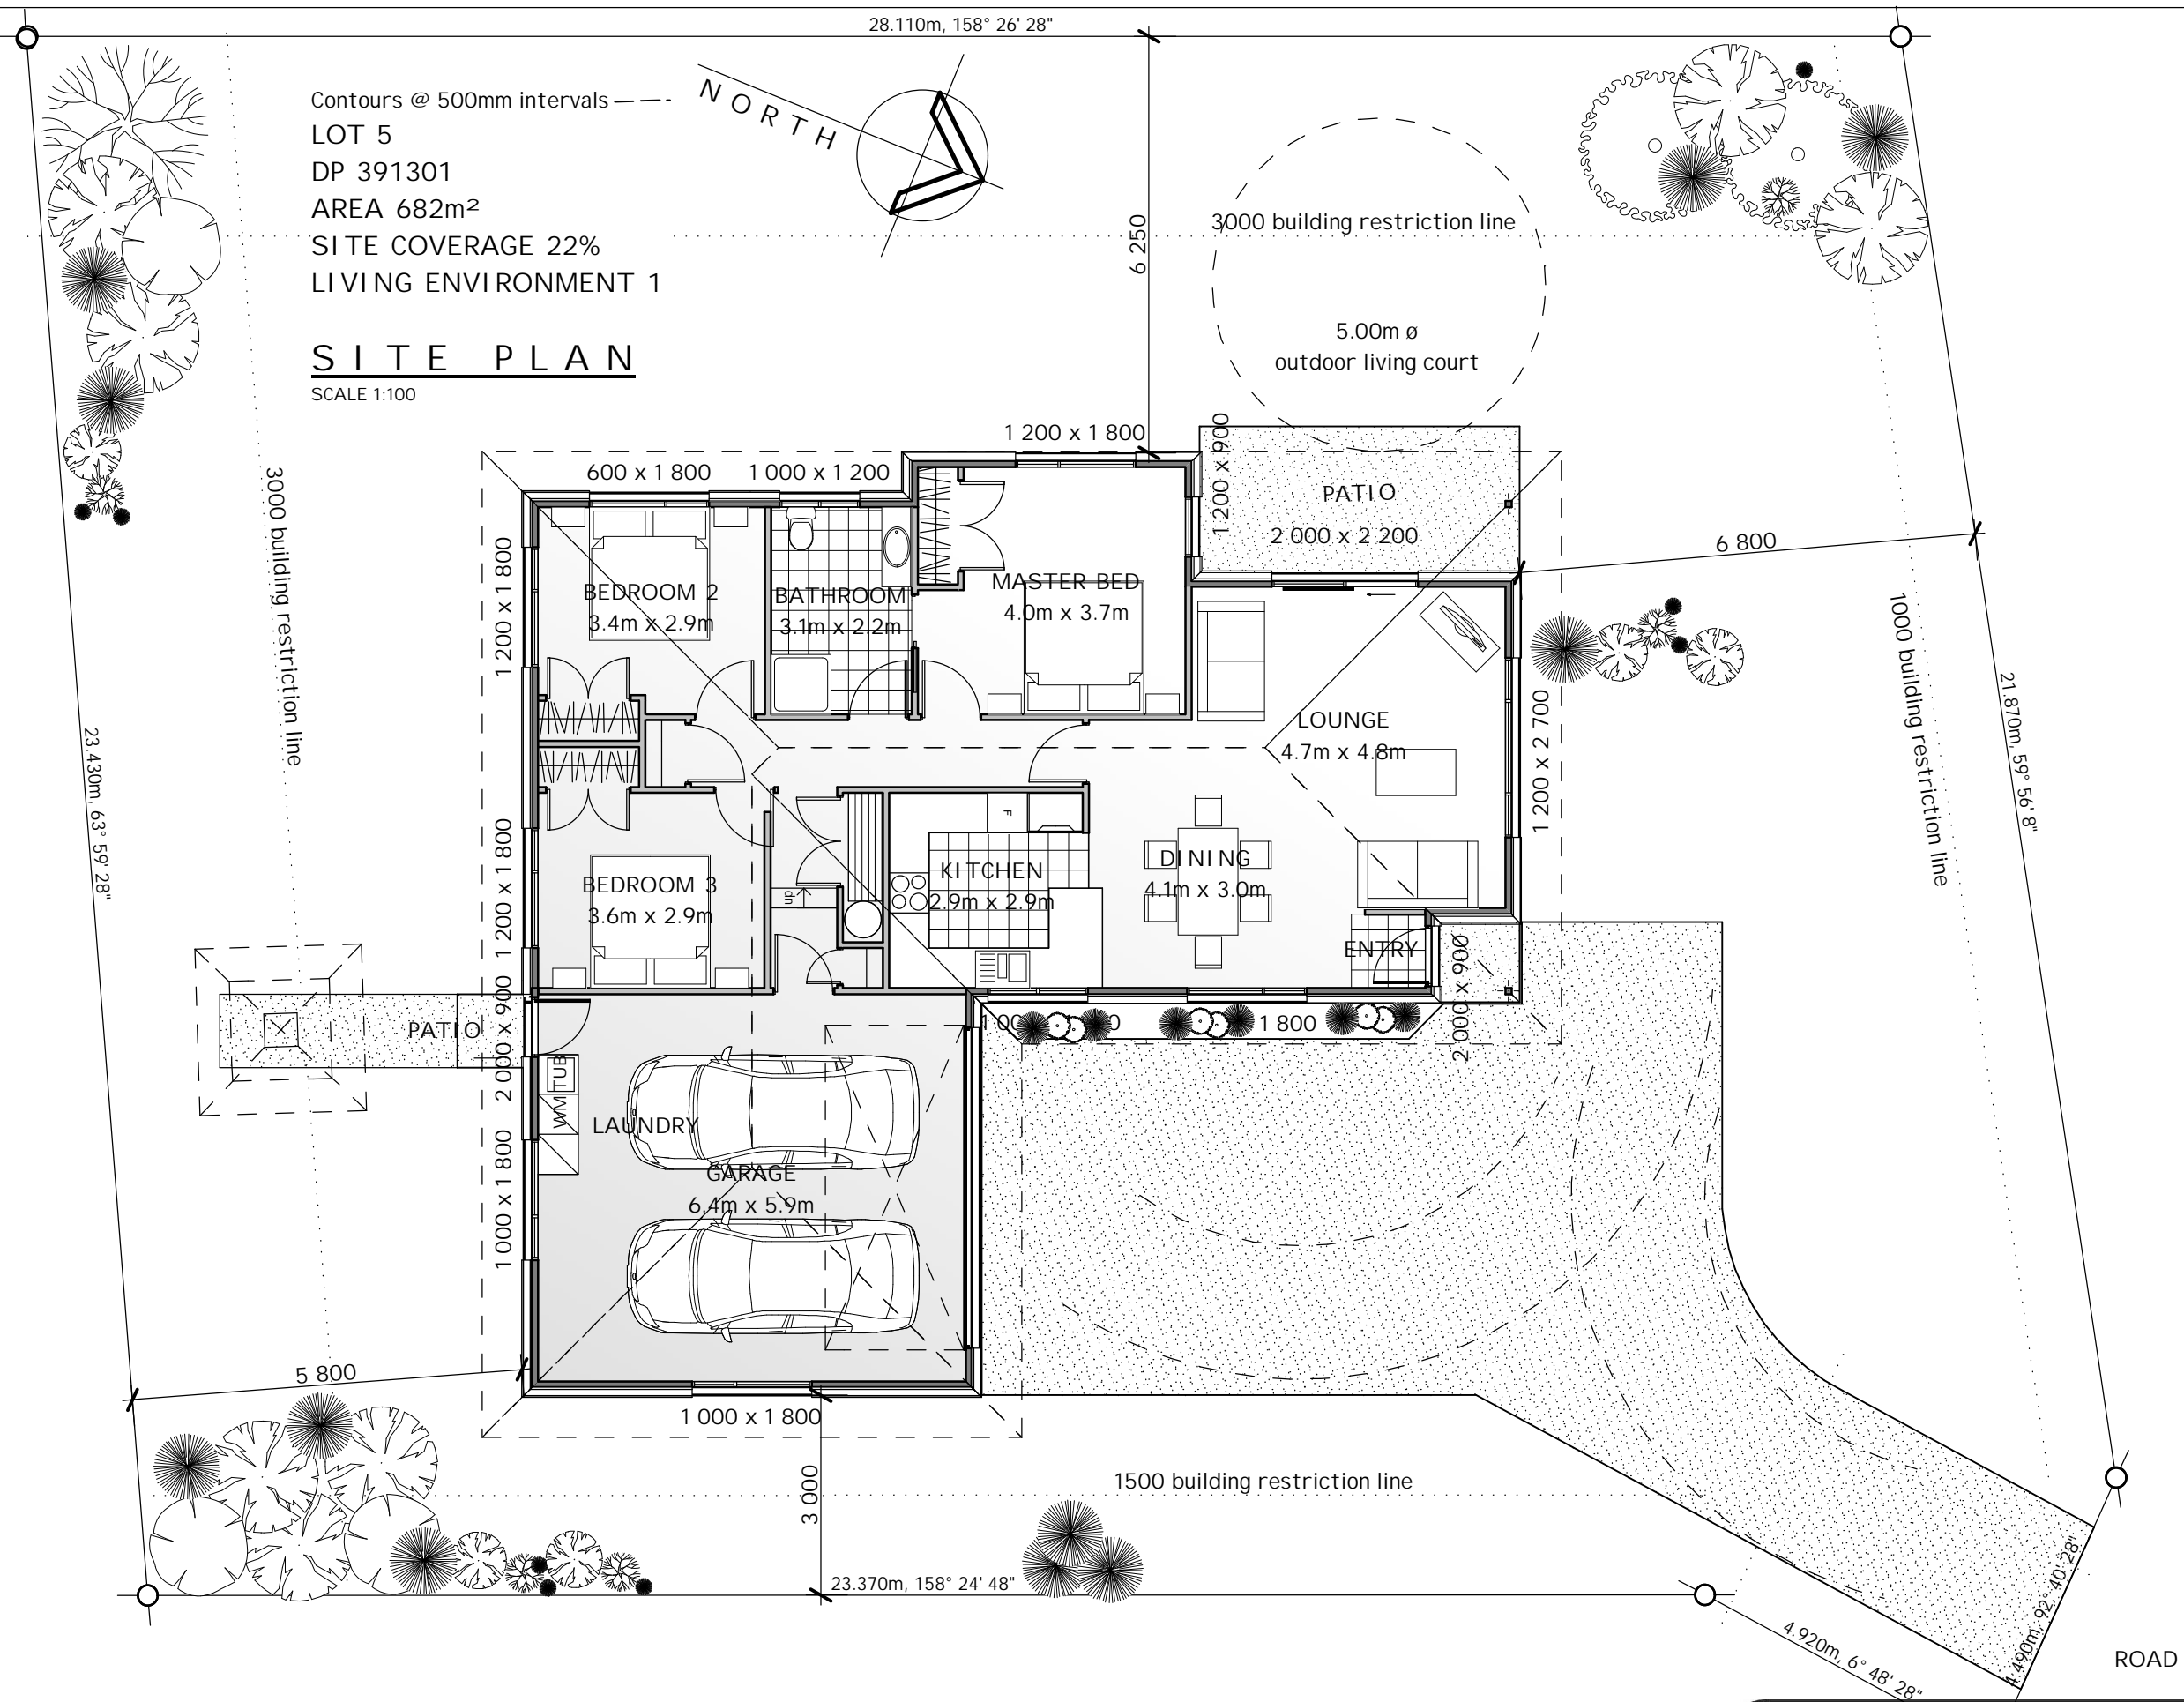 28.110m, 158° 26' 28"
Contours @ 500mm intervals
LOT 5
DP 391301
AREA 682m²
SITE COVERAGE 22%
LIVING ENVIRONMENT 1
SITE PLAN
SCALE 1:100
NORTH
6 250
3000 building restriction line
5.00m ø
outdoor living court
3000 building restriction line
23.430m, 63° 59' 28"
600 x 1 800
1 000 x 1 200
1 200 x 1 800
1 200 x 900
PATIO
2 000 x 2 200
6 800
1 200 x 1 800
BEDROOM 2
3.4m x 2.9m
BATHROOM
3.1m x 2.2m
MASTER BED
4.0m x 3.7m
LOUNGE
4.7m x 4.8m
1 200 x 2 700
1000 building restriction line
21.870m, 59° 56' 8"
1 200 x 1 800
BEDROOM 3
3.6m x 2.9m
up
F
KITCHEN
2.9m x 2.9m
DINING
4.1m x 3.0m
ENTRY
2 000 x 900
PATIO
2 000 x 900
1 800
TUB
WM
LAUNDRY
GARAGE
6.4m x 5.9m
1 000 x 1 800
5 800
1 000 x 1 800
3 000
1500 building restriction line
23.370m, 158° 24' 48"
4.920m, 6° 48' 28"
4.490m, 92° 40' 28"
ROAD